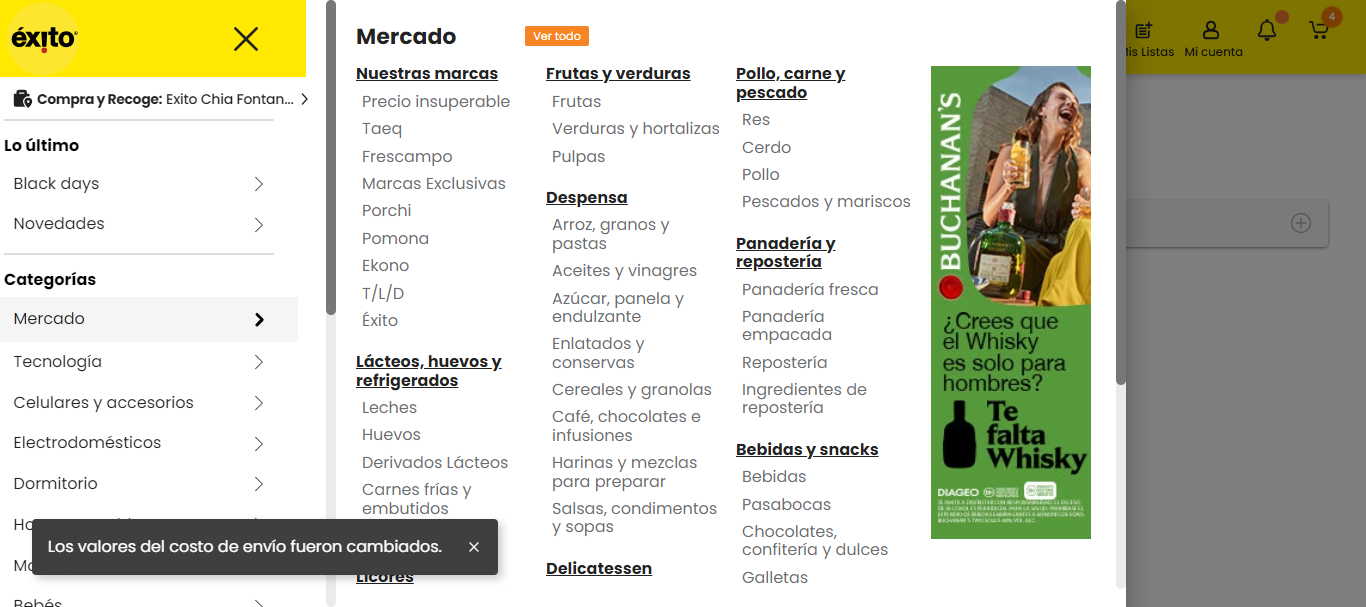 éxito
Compra y Recoge: Exito Chia Fontan...
Lo último
Black days
Novedades
Categorías
Mercado
Tecnología
Celulares y accesorios
Electrodomésticos
Dormitorio
Los valores del costo de envío fueron cambiados.
Bebés
Mercado
Ver todo
Nuestras marcas
Precio insuperable
Taeq
Frescampo
Marcas Exclusivas
Porchi
Pomona
Ekono
T/L/D
Éxito
Lácteos, huevos y
refrigerados
Leches
Huevos
Derivados Lácteos
Carnes frías y
embutidos
Licores
Frutas y verduras
Frutas
Verduras y hortalizas
Pulpas
Despensa
Arroz, granos y
pastas
Aceites y vinagres
Azúcar, panela y
endulzante
Enlatados y
conservas
Cereales y granolas
Café, chocolates e
infusiones
Harinas y mezclas
para preparar
Salsas, condimentos
y sopas
Delicatessen
Pollo, carne y
pescado
Res
Cerdo
Pollo
Pescados y mariscos
Panadería y
repostería
Panadería fresca
Panadería
empacada
Repostería
Ingredientes de
repostería
Bebidas y snacks
Bebidas
Pasabocas
Chocolates,
confitería y dulces
Galletas
BUCHANAN'S
¿Crees que
el Whisky
es solo para
hombres?
Te
falta
Whisky
DIAGEO
Mis Listas
Mi cuenta
4